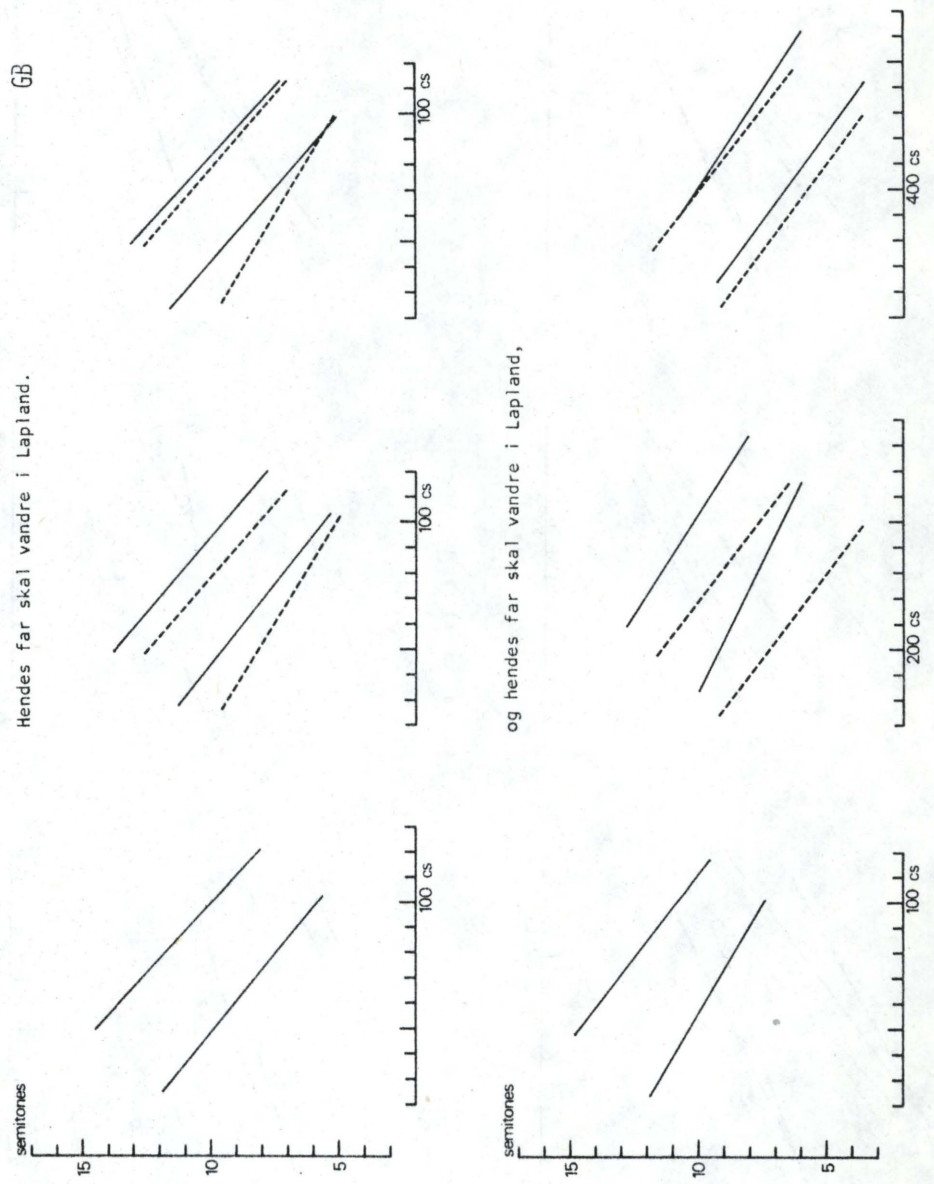 GB
Hendes far skal vandre i Lapland.
semitones
15
10
5
100 cs
100 cs
100 cs
og hendes far skal vandre i Lapland,
semitones
15
10
5
100 cs
200 cs
400 cs